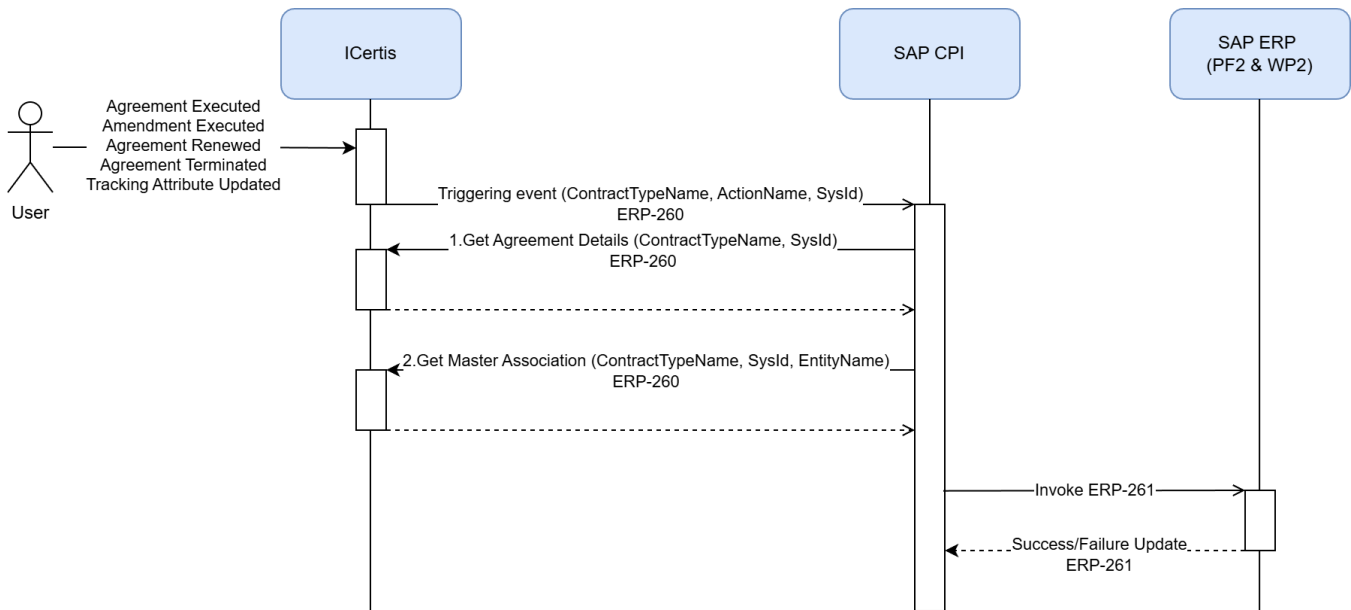 ICertis
SAP CPI
SAP ERP
(PF2 & WP2)
Agreement Executed
Amendment Executed
Agreement Renewed
Agreement Terminated
Tracking Attribute Updated
User
Triggering event (ContractTypeName, ActionName, SysId)
ERP-260
1.Get Agreement Details (ContractTypeName, SysId)
ERP-260
2.Get Master Association (ContractTypeName, SysId, EntityName)
ERP-260
Invoke ERP-261
Success/Failure Update
ERP-261